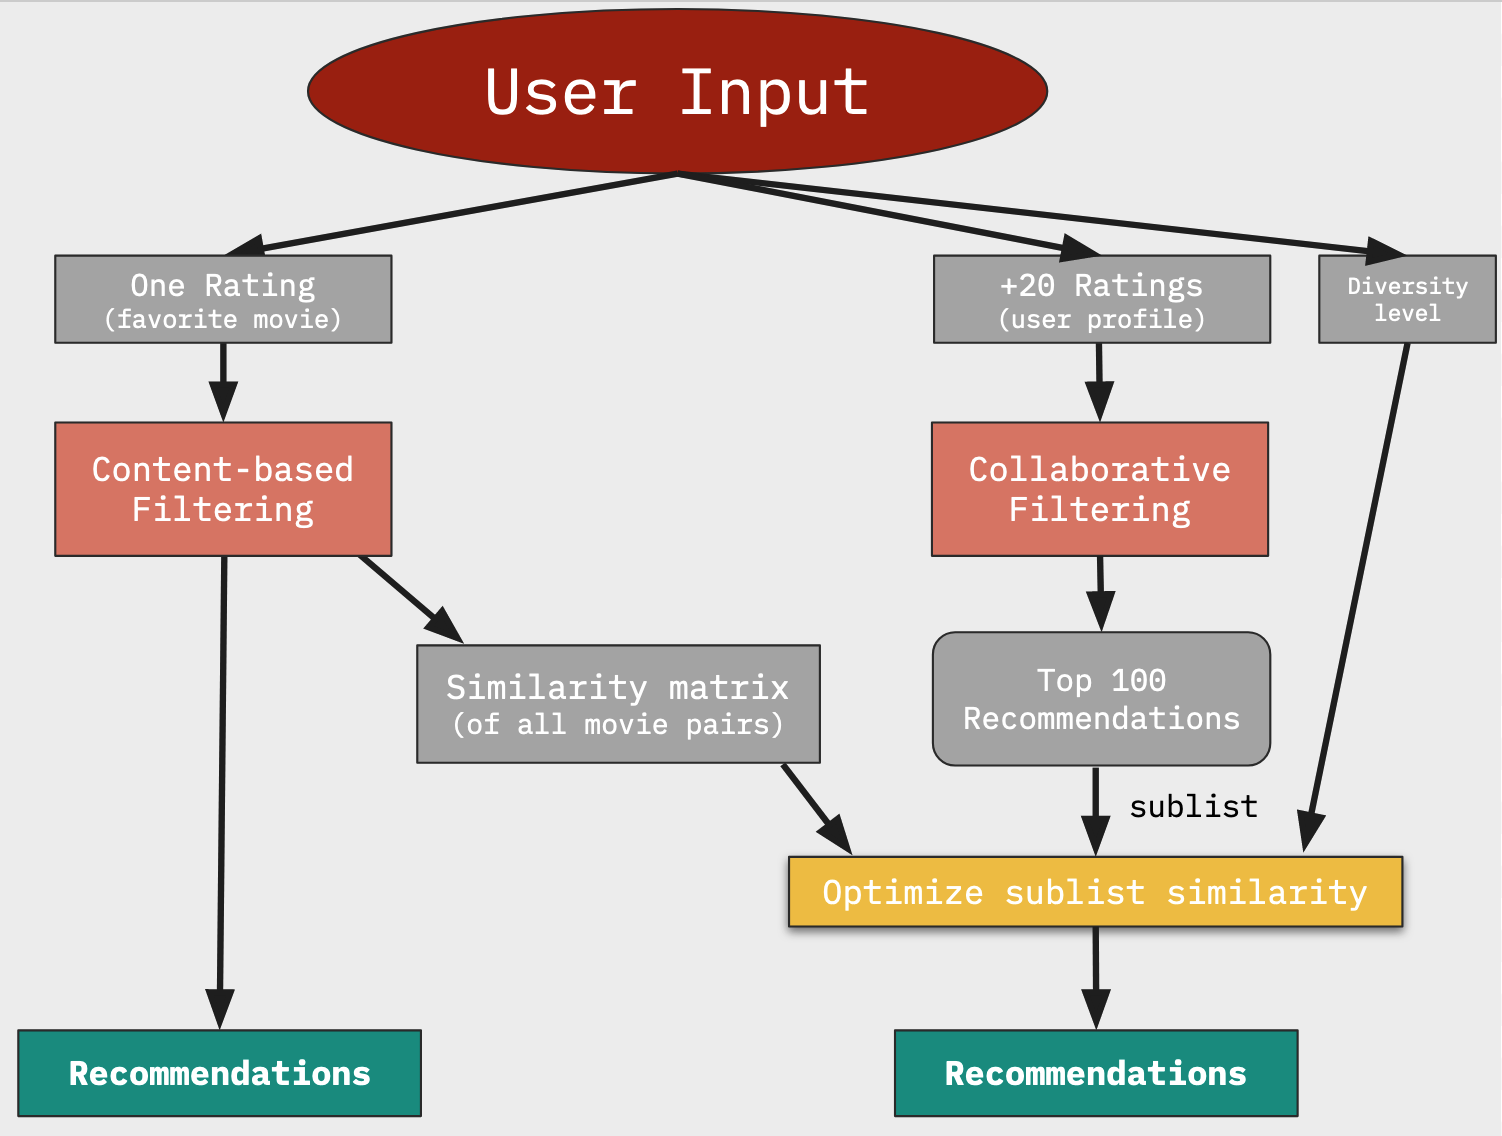 User Input
One Rating
(favorite movie)
+20 Ratings
(user profile)
Diversity
level
Content-based
Filtering
Collaborative
Filtering
Similarity matrix
(of all movie pairs)
Top 100
Recommendations
sublist
Optimize sublist similarity
Recommendations
Recommendations